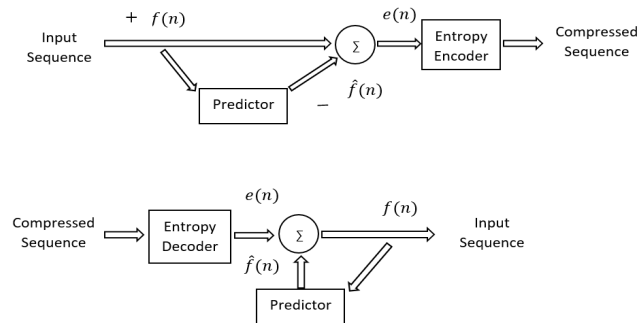 + f(n)
e(n)
Input
Sequence
Σ
Entropy
Encoder
Compressed
Sequence
Predictor
− f̂(n)
e(n)
f(n)
Compressed
Sequence
Entropy
Decoder
Σ
Input
Sequence
f̂(n)
Predictor